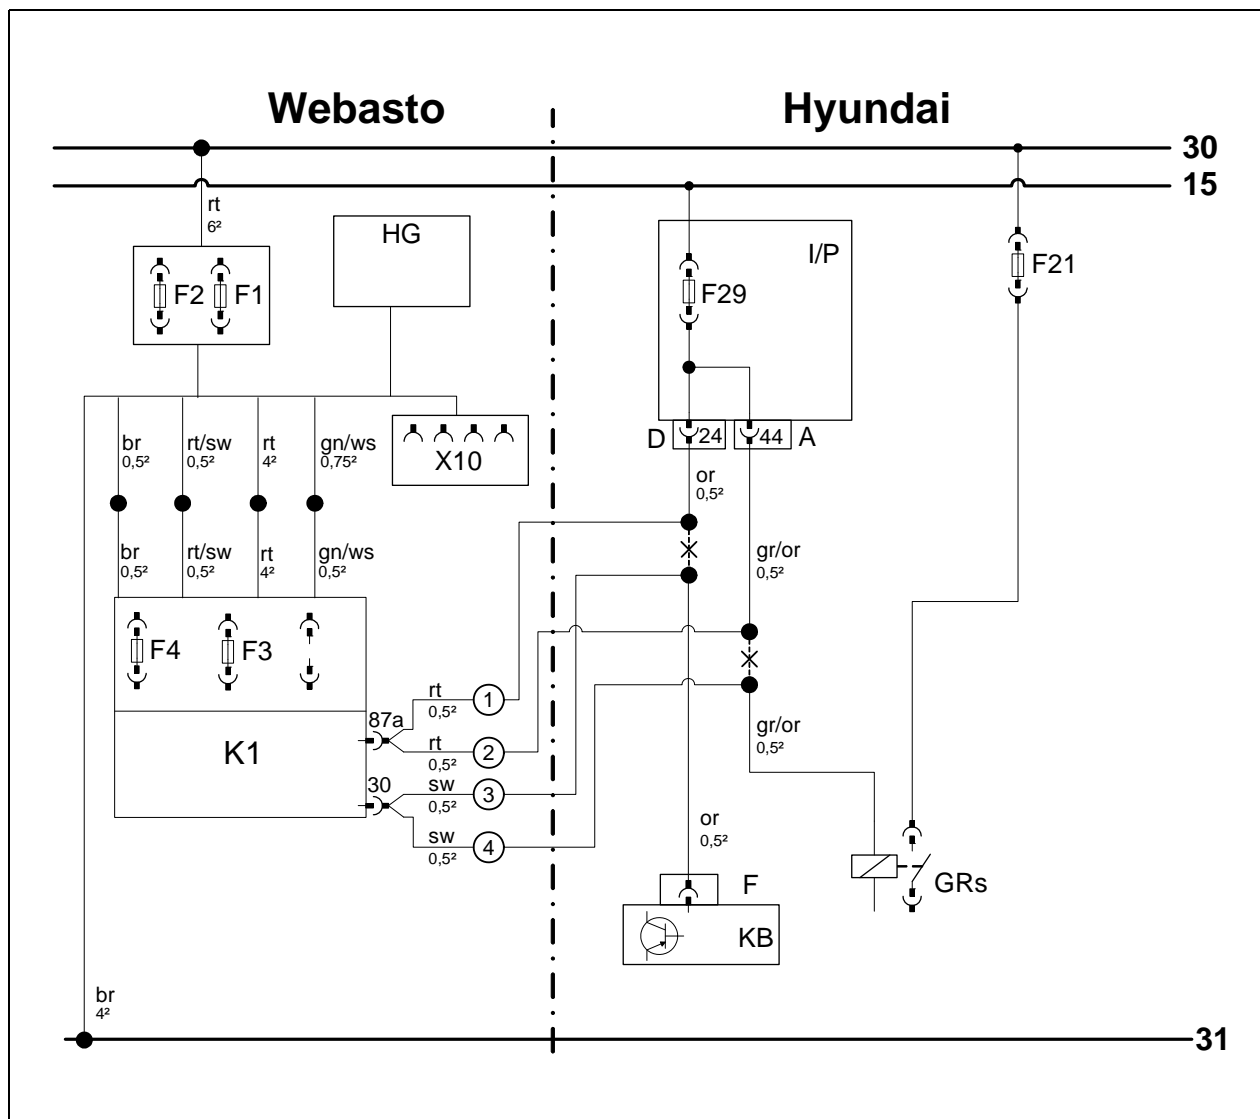 Webasto
Hyundai
30
15
rt
6²
HG
I/P
F2
F1
F29
F21
br
0,5²
rt/sw
0,5²
rt
4²
gn/ws
0,75²
X10
D
24
44
A
or
0,5²
br
0,5²
rt/sw
0,5²
rt
4²
gn/ws
0,5²
gr/or
0,5²
F4
F3
rt
0,5²
1
87a
K1
rt
0,5²
2
gr/or
0,5²
30
sw
0,5²
3
sw
0,5²
4
or
0,5²
F
GRs
KB
br
4²
31